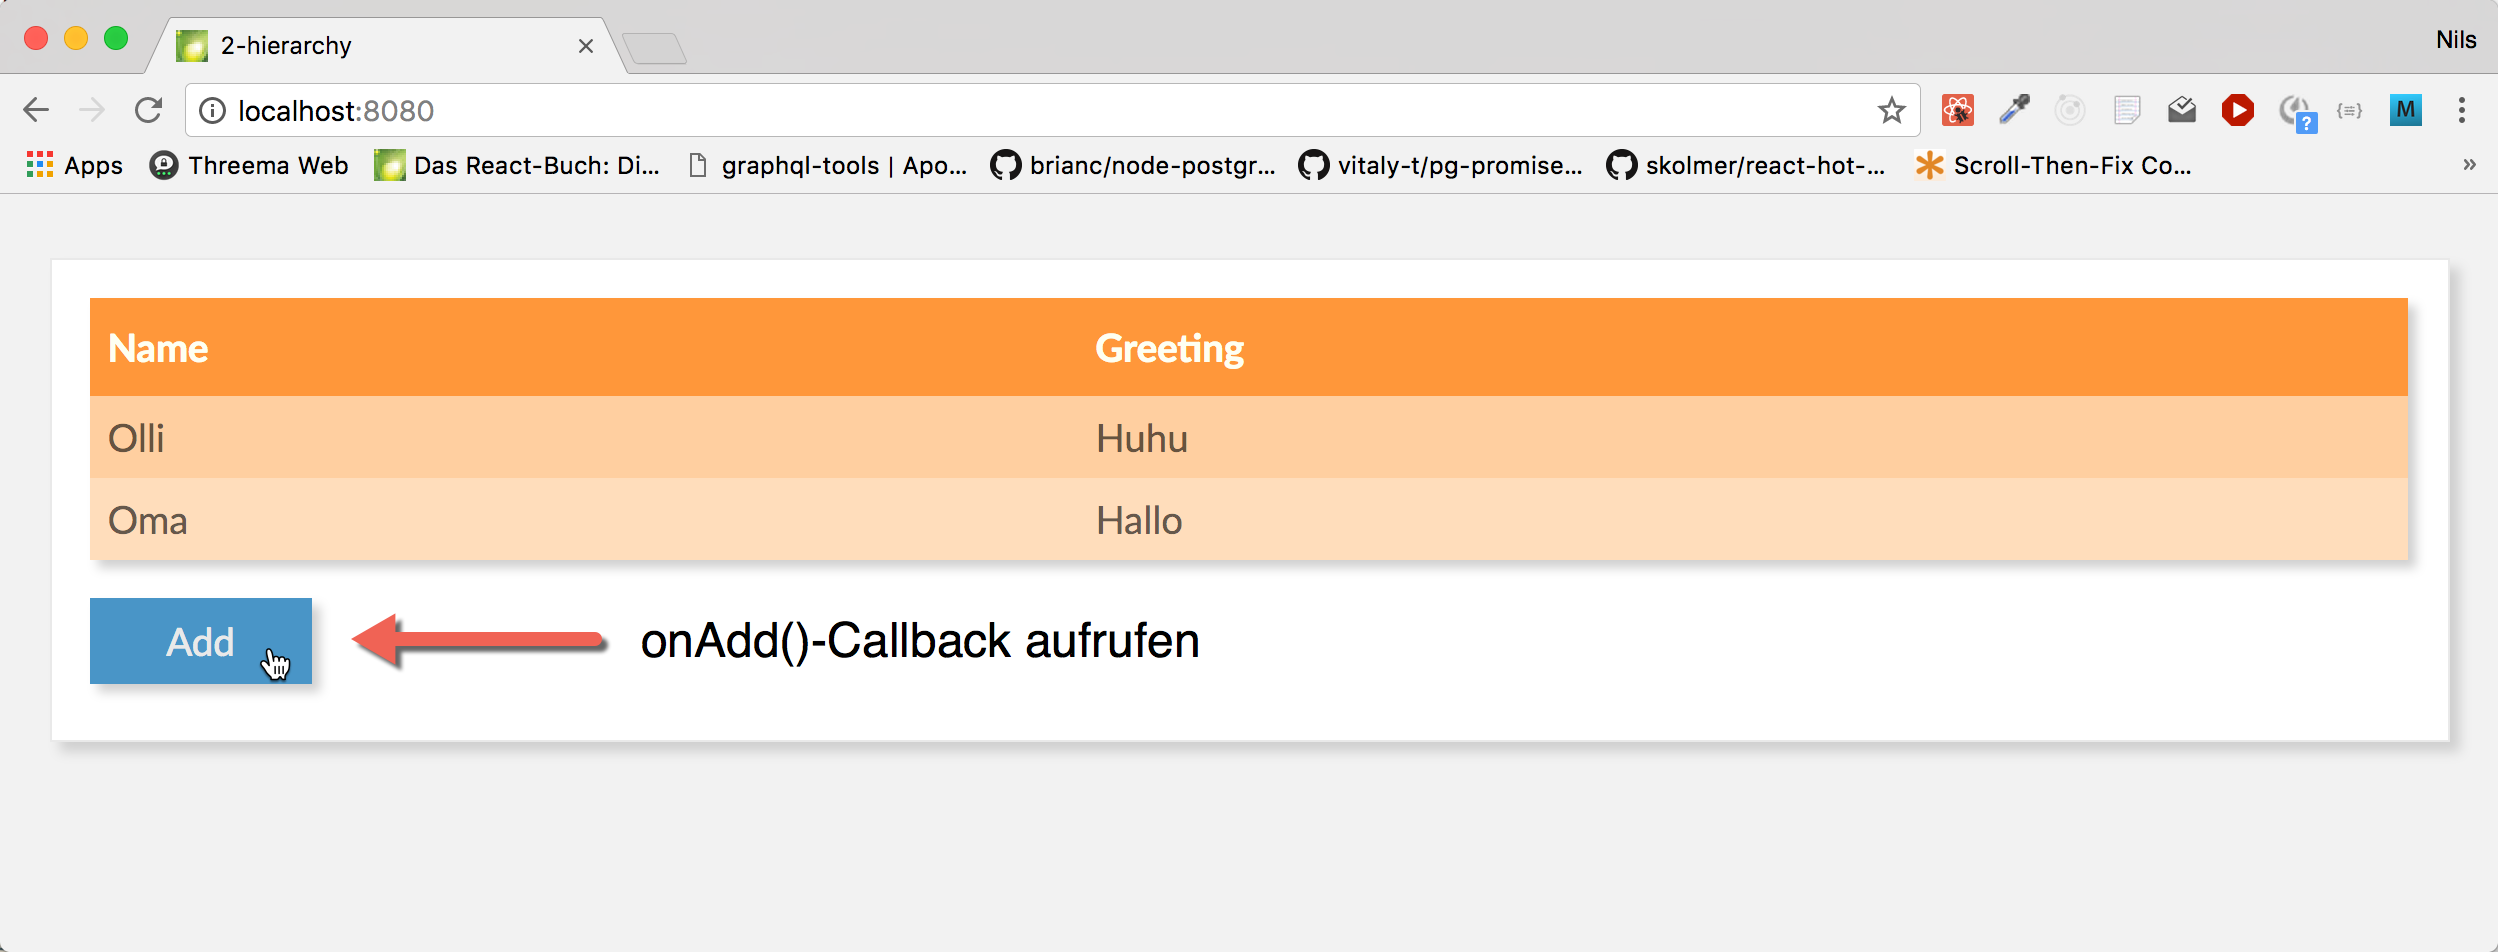 2-hierarchy
Nils
localhost:8080
M
?
Apps Threema Web Das React-Buch: Di... graphql-tools | Apo... brianc/node-postgr... vitaly-t/pg-promise... skolmer/react-hot-... Scroll-Then-Fix Co... »
Name Greeting
Olli Huhu
Oma Hallo
Add onAdd()-Callback aufrufen